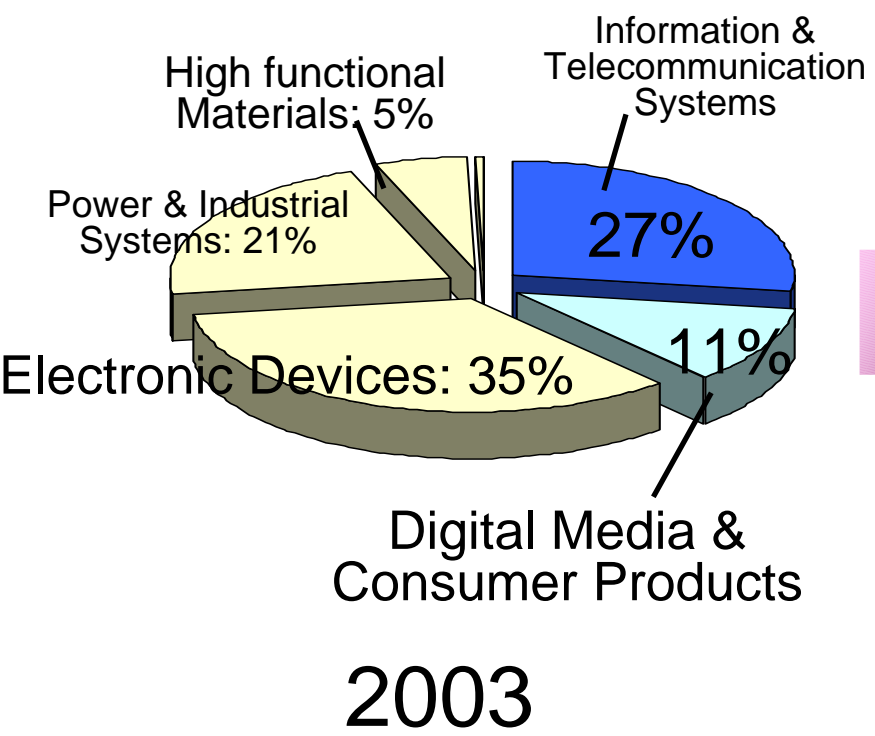 Information &
Telecommunication
Systems
High functional
Materials: 5%
Power & Industrial
Systems: 21%
27%
11%
Electronic Devices: 35%
Digital Media &
Consumer Products
2003